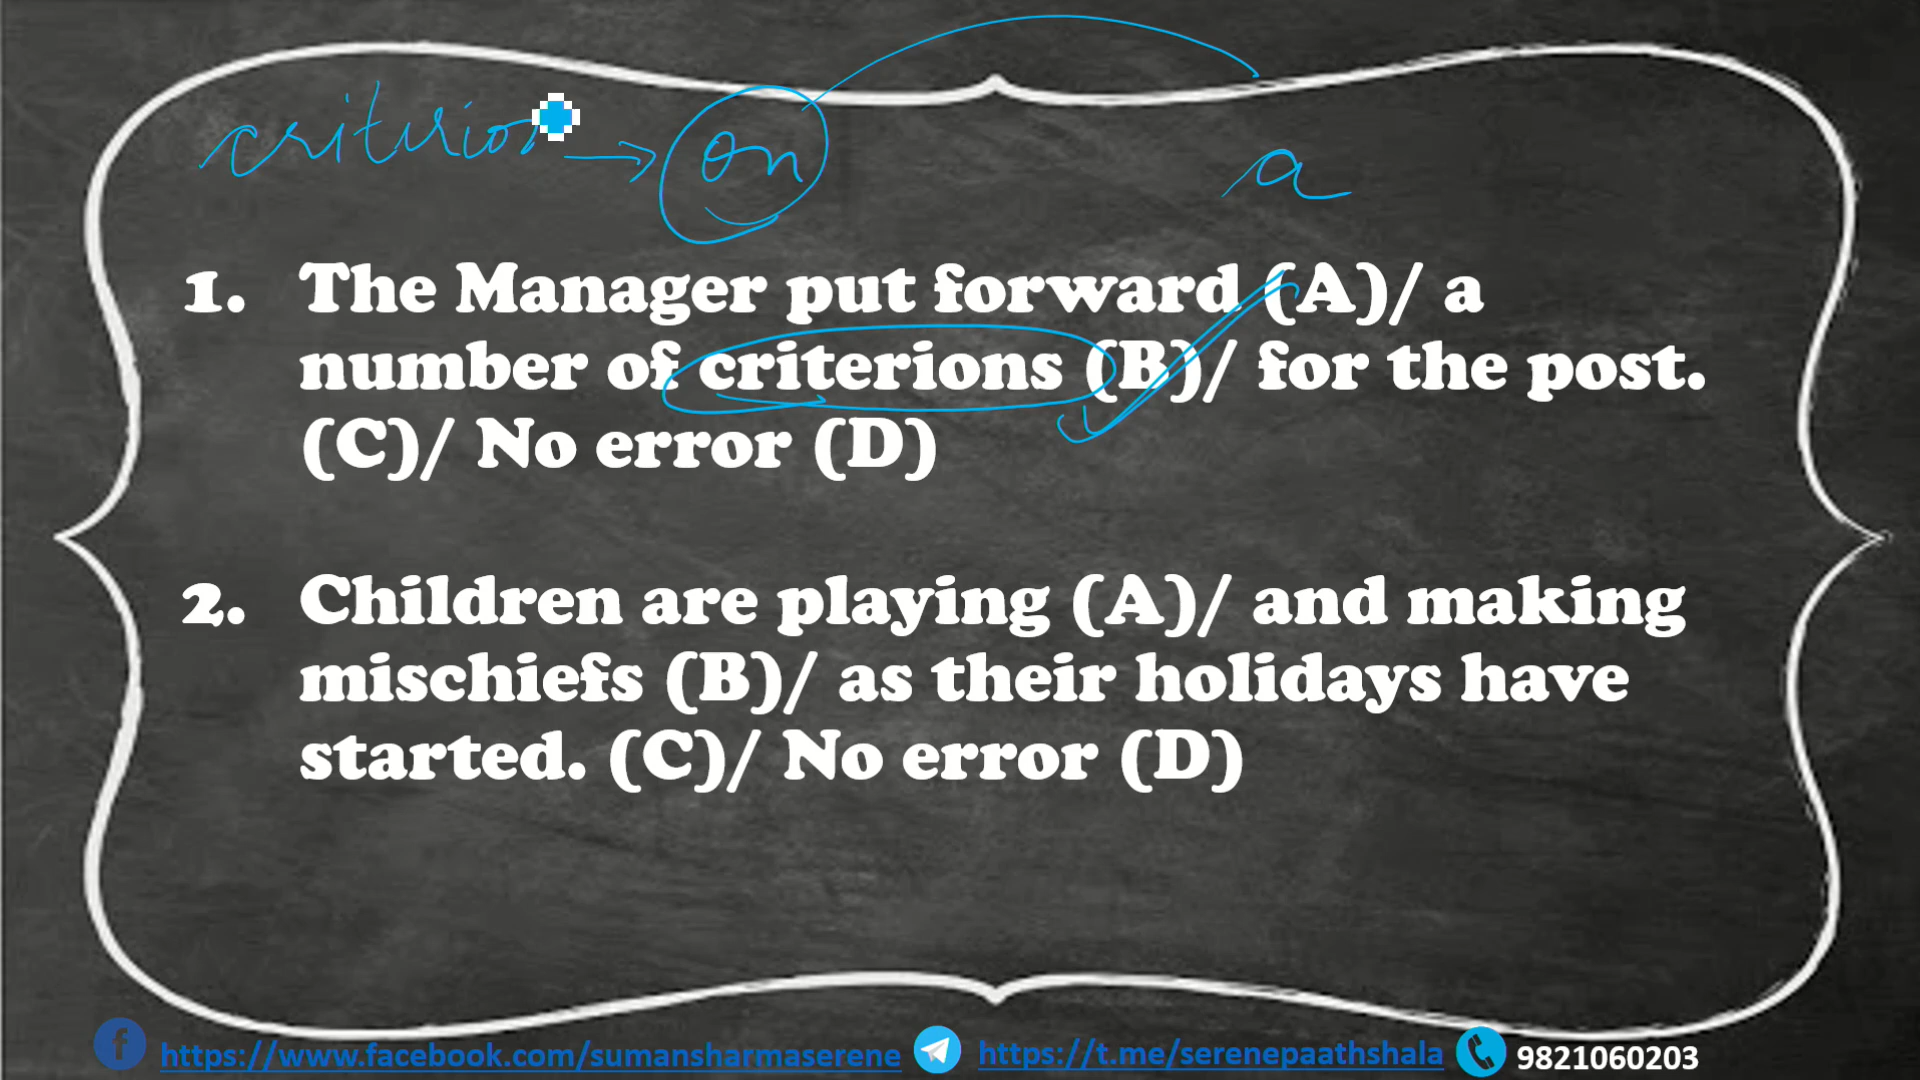 criterion → on
a
1. The Manager put forward (A)/ a
number of criterions (B)/ for the post.
(C)/ No error (D)
2. Children are playing (A)/ and making
mischiefs (B)/ as their holidays have
started. (C)/ No error (D)
https://www.facebook.com/sumansharmaserene https://t.me/serenepaathshala 9821060203